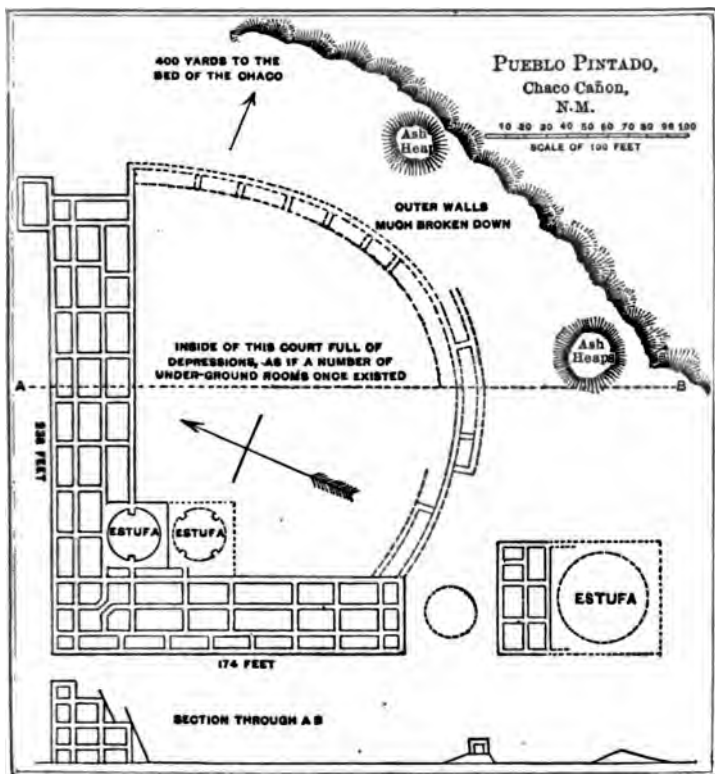 400 YARDS TO THE
BED OF THE CHACO
PUEBLO PINTADO,
Chaco Cañon,
N.M.
10 20 30 40 50 60 70 80 90 100
SCALE OF 100 FEET
Ash
Heap
OUTER WALLS
MUCH BROKEN DOWN
INSIDE OF THIS COURT FULL OF
DEPRESSIONS, AS IF A NUMBER OF
UNDER-GROUND ROOMS ONCE EXISTED
Ash
Heaps
A
B
238 FEET
ESTUFA
ESTUFA
ESTUFA
174 FEET
SECTION THROUGH A B